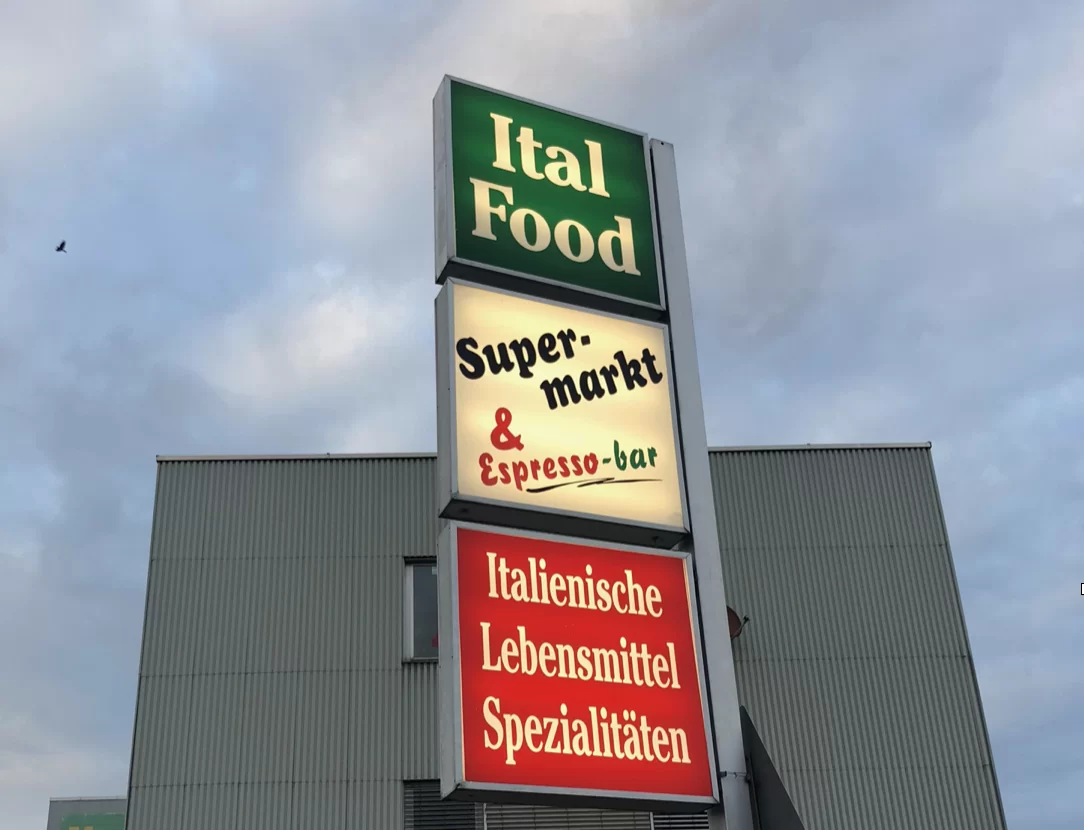 Ital
Food
Super-
markt
&
Espresso-bar
Italienische
Lebensmittel
Spezialitäten